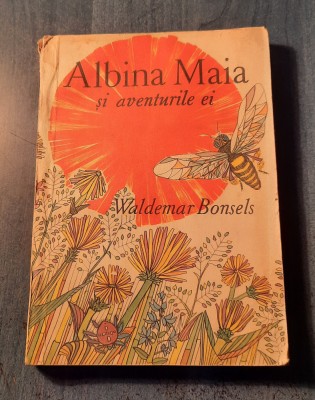 Albina Maia
și aventurile ei
Waldemar Bonsels